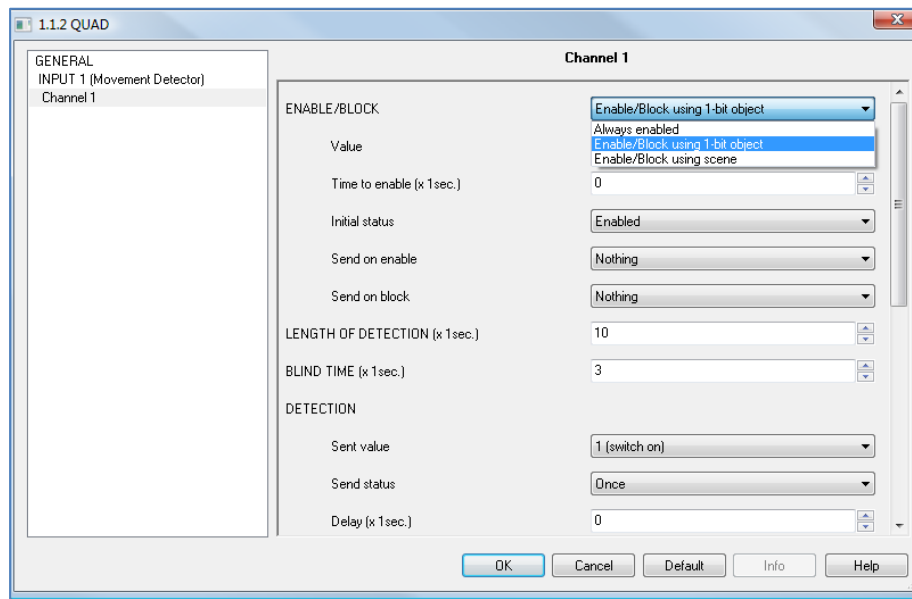 1.1.2 QUAD
GENERAL
INPUT 1 (Movement Detector)
Channel 1
Channel 1
ENABLE/BLOCK
Enable/Block using 1-bit object
Always enabled
Enable/Block using 1-bit object
Enable/Block using scene
Value
Time to enable (x 1sec.) 0
Initial status Enabled
Send on enable Nothing
Send on block Nothing
LENGTH OF DETECTION (x 1sec.) 10
BLIND TIME (x 1sec.) 3
DETECTION
Sent value 1 (switch on)
Send status Once
Delay (x 1sec.) 0
OK Cancel Default Info Help